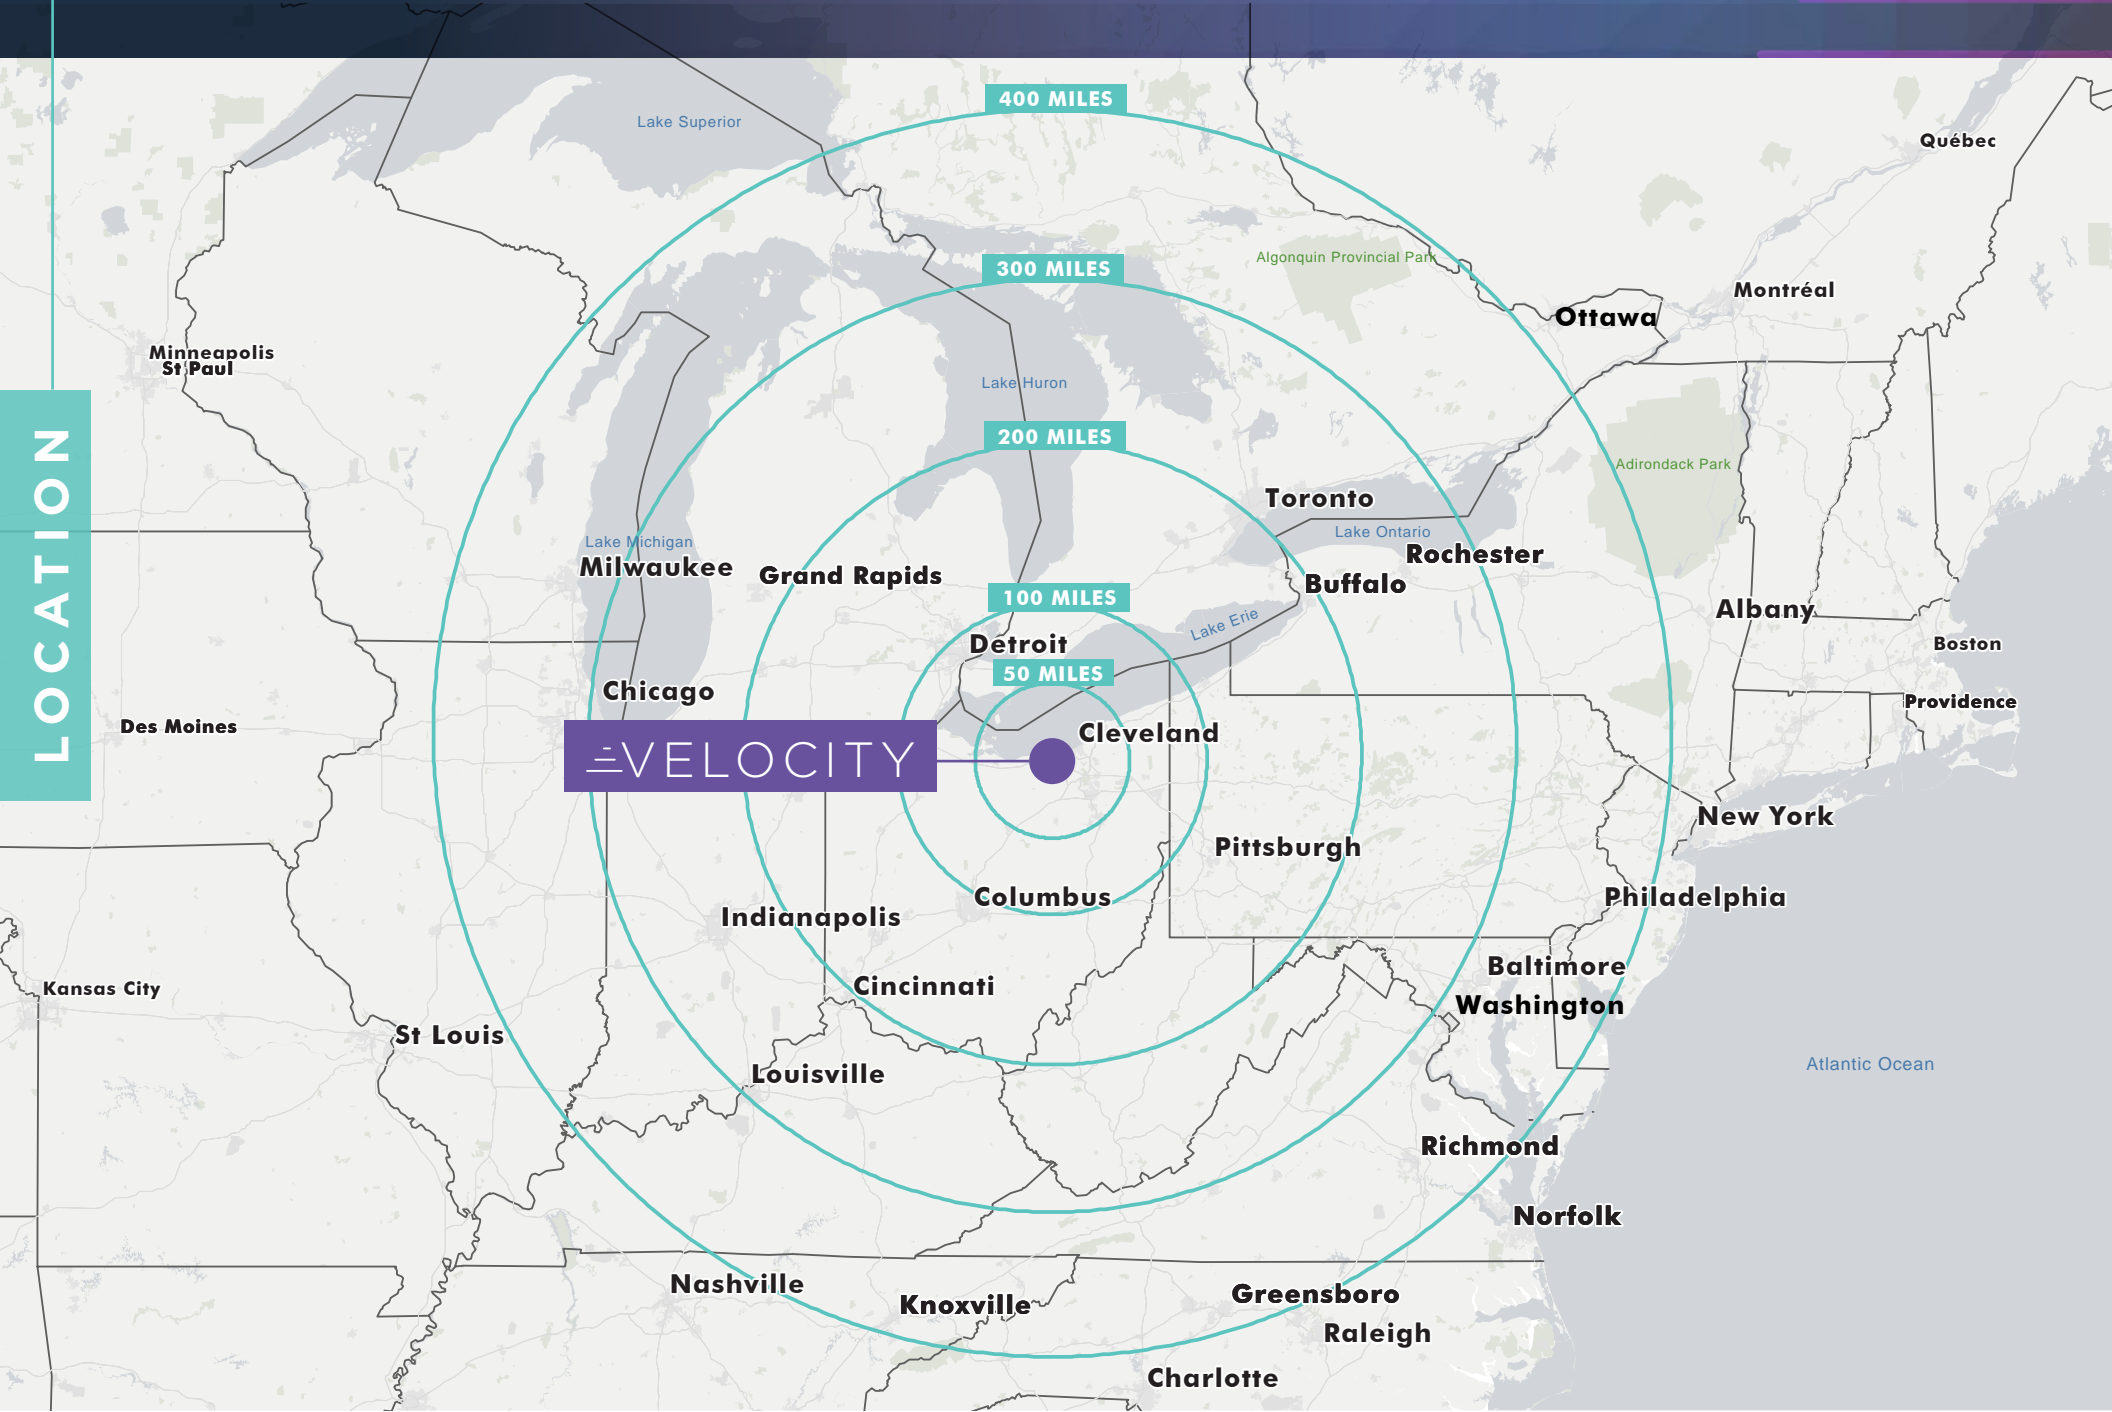 LOCATION
400 MILES
Lake Superior
Québec
300 MILES
Algonquin Provincial Park
Montréal
Ottawa
Minneapolis
St Paul
Lake Huron
200 MILES
Adirondack Park
Toronto
Lake Ontario
Lake Michigan
Milwaukee
Grand Rapids
Rochester
Buffalo
100 MILES
Albany
Lake Erie
Detroit
Boston
50 MILES
Chicago
Providence
Des Moines
Cleveland
VELOCITY
New York
Pittsburgh
Columbus
Philadelphia
Indianapolis
Baltimore
Cincinnati
Kansas City
Washington
St Louis
Atlantic Ocean
Louisville
Richmond
Norfolk
Nashville
Greensboro
Knoxville
Raleigh
Charlotte